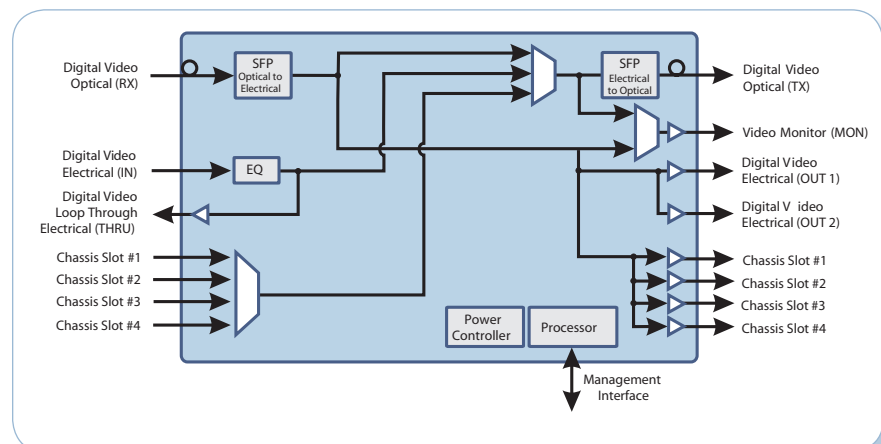 Digital Video
Optical (RX)
SFP
Optical to
Electrical
SFP
Electrical
to Optical
Digital Video
Optical (TX)
Video Monitor (MON)
Digital Video
Electrical (IN)
EQ
Digital Video
Electrical (OUT 1)
Digital Video
Loop Through
Electrical (THRU)
Digital V ideo
Electrical (OUT 2)
Chassis Slot #1
Chassis Slot #2
Chassis Slot #3
Chassis Slot #4
Chassis Slot #1
Chassis Slot #2
Chassis Slot #3
Chassis Slot #4
Power
Controller
Processor
Management
Interface